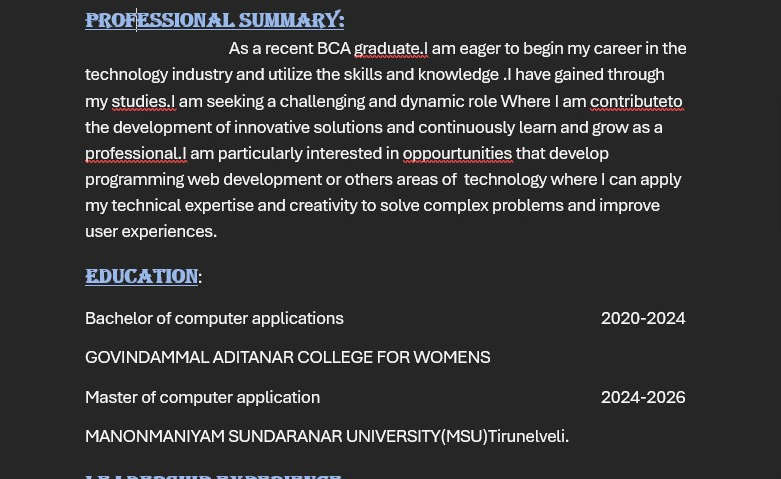 PROFESSIONAL SUMMARY:
As a recent BCA graduate.I am eager to begin my career in the
technology industry and utilize the skills and knowledge .I have gained through
my studies.I am seeking a challenging and dynamic role Where I am contributeto
the development of innovative solutions and continuously learn and grow as a
professional.I am particularly interested in oppourtunities that develop
programming web development or others areas of  technology where I can apply
my technical expertise and creativity to solve complex problems and improve
user experiences.
EDUCATION:
Bachelor of computer applications 2020-2024
GOVINDAMMAL ADITANAR COLLEGE FOR WOMENS
Master of computer application 2024-2026
MANONMANIYAM SUNDARANAR UNIVERSITY(MSU)Tirunelveli.